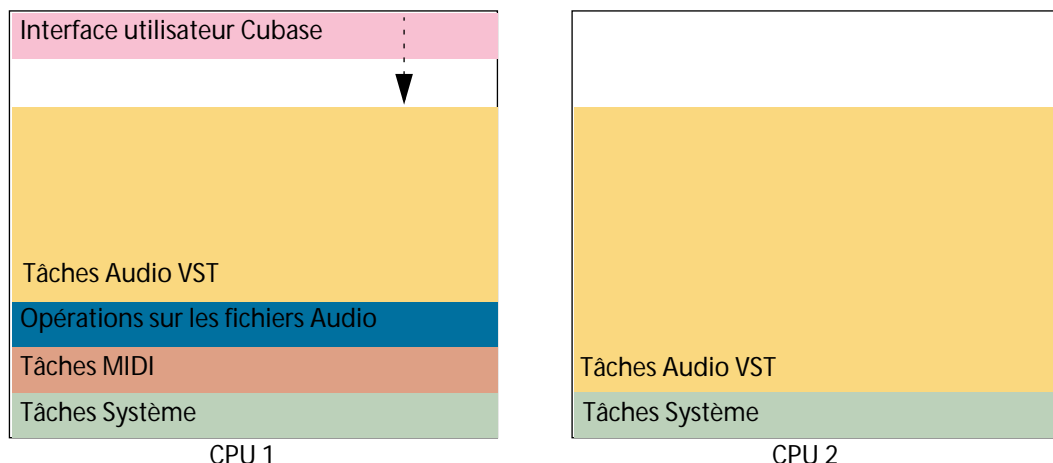 Interface utilisateur Cubase
Tâches Audio VST
Opérations sur les fichiers Audio
Tâches MIDI
Tâches Système
CPU 1
Tâches Audio VST
Tâches Système
CPU 2